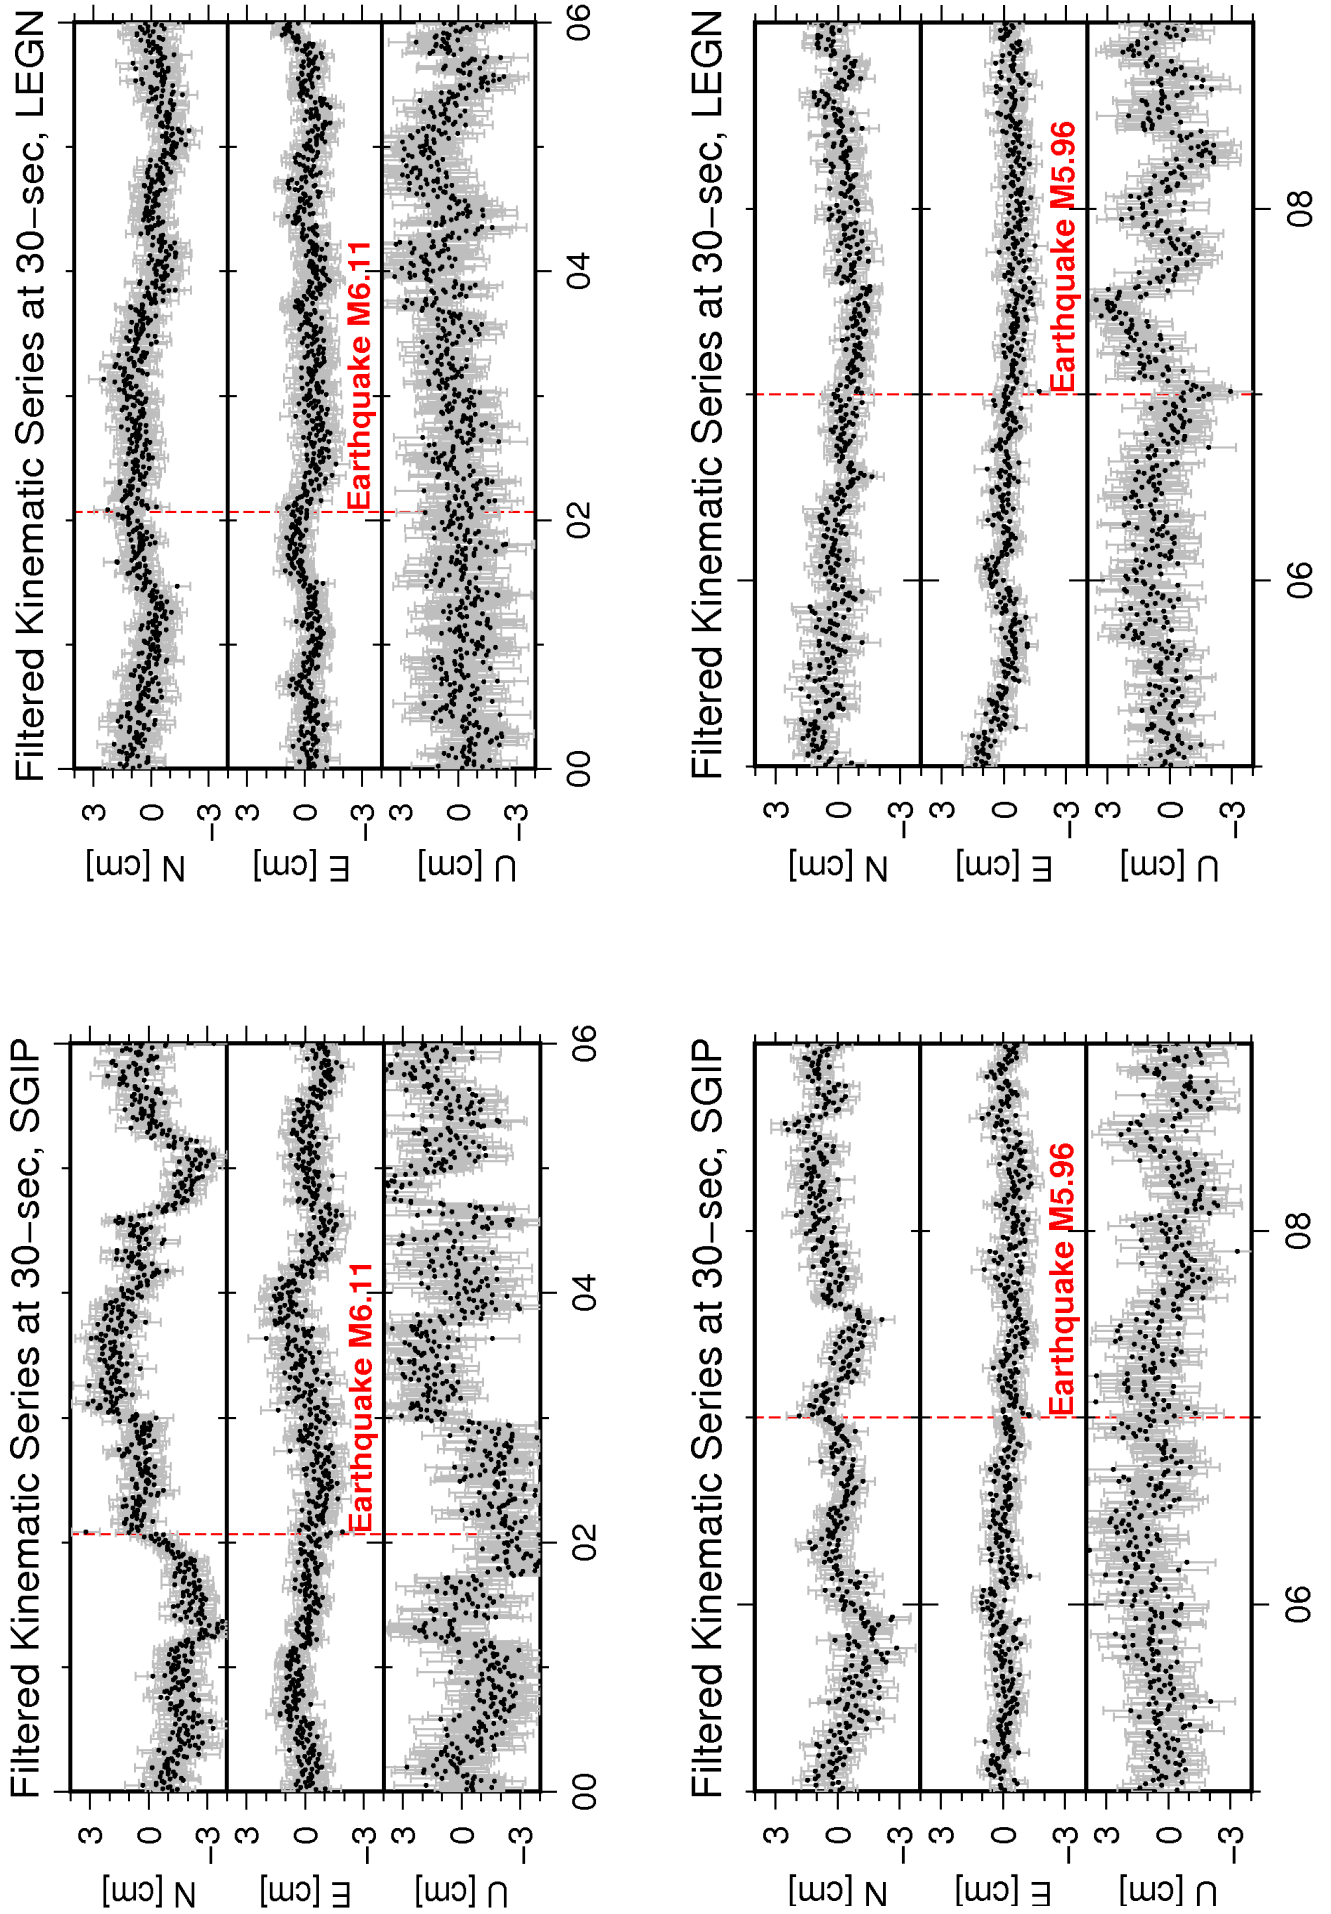 Filtered Kinematic Series at 30−sec, SGIP
N [cm]
3
0
−3
E [cm]
3
0
−3
Earthquake M6.11
U [cm]
3
0
−3
00
02
04
06
Filtered Kinematic Series at 30−sec, SGIP
N [cm]
3
0
−3
E [cm]
3
0
−3
Earthquake M5.96
U [cm]
3
0
−3
06
08
Filtered Kinematic Series at 30−sec, LEGN
N [cm]
3
0
−3
E [cm]
3
0
−3
Earthquake M6.11
U [cm]
3
0
−3
00
02
04
06
Filtered Kinematic Series at 30−sec, LEGN
N [cm]
3
0
−3
E [cm]
3
0
−3
Earthquake M5.96
U [cm]
3
0
−3
06
08